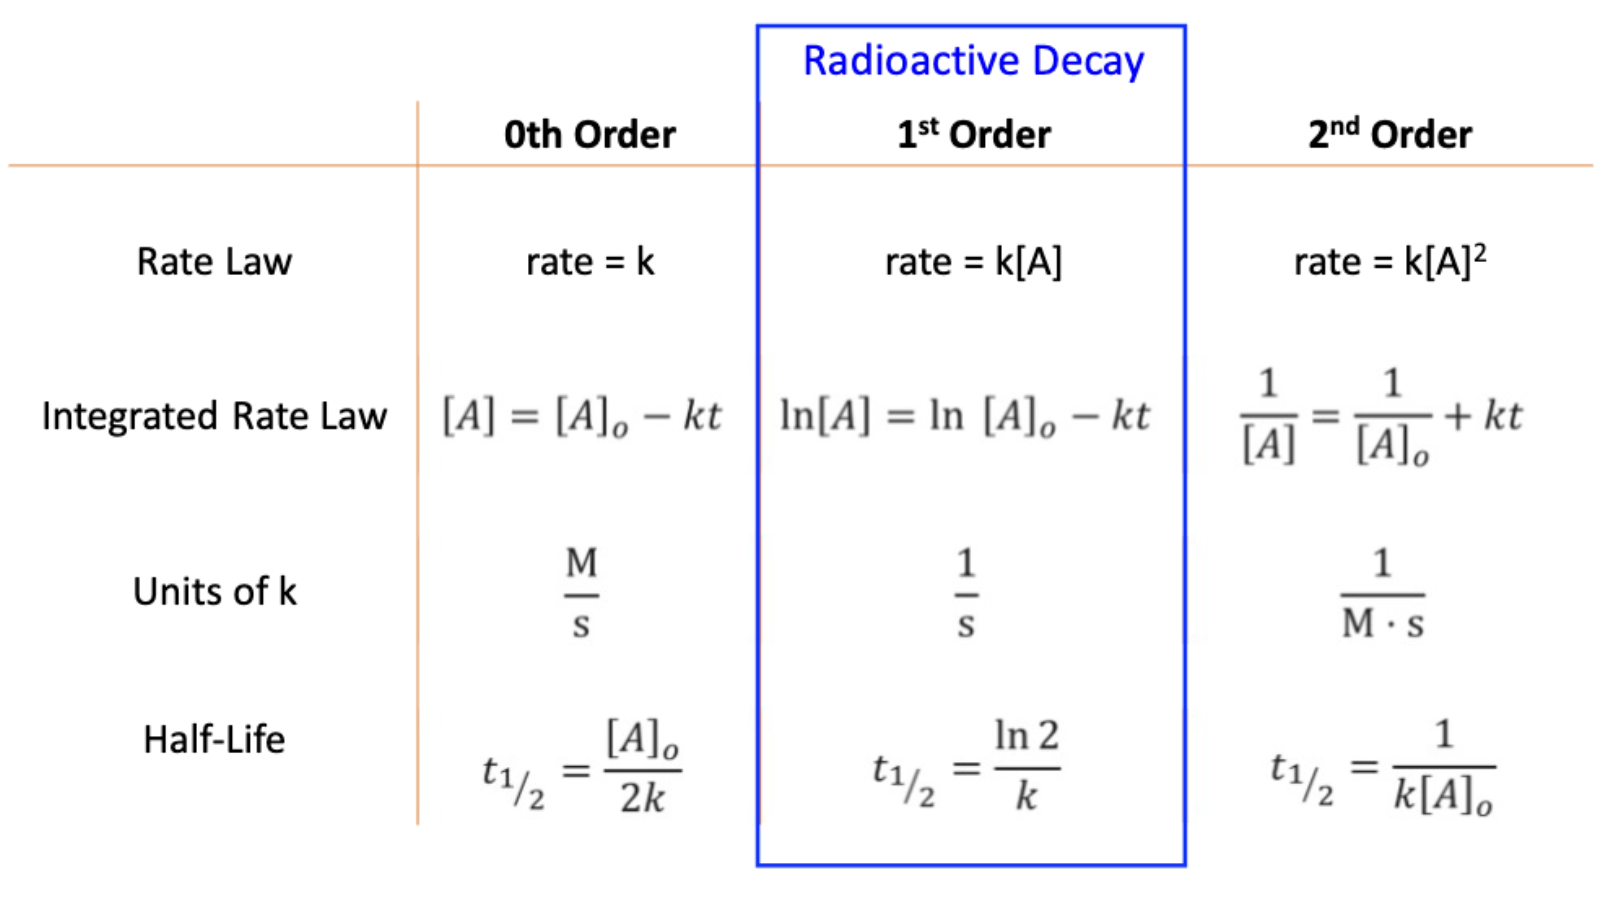 Radioactive Decay
0th Order 1st Order 2nd Order
Rate Law rate = k rate = k[A] rate = k[A]²
Integrated Rate Law [A] = [A]ₒ − kt ln[A] = ln [A]ₒ − kt 1/[A] = 1/[A]ₒ + kt
Units of k M/s 1/s 1/(M · s)
Half-Life t1/2 = [A]ₒ/2k t1/2 = ln 2/k t1/2 = 1/k[A]ₒ